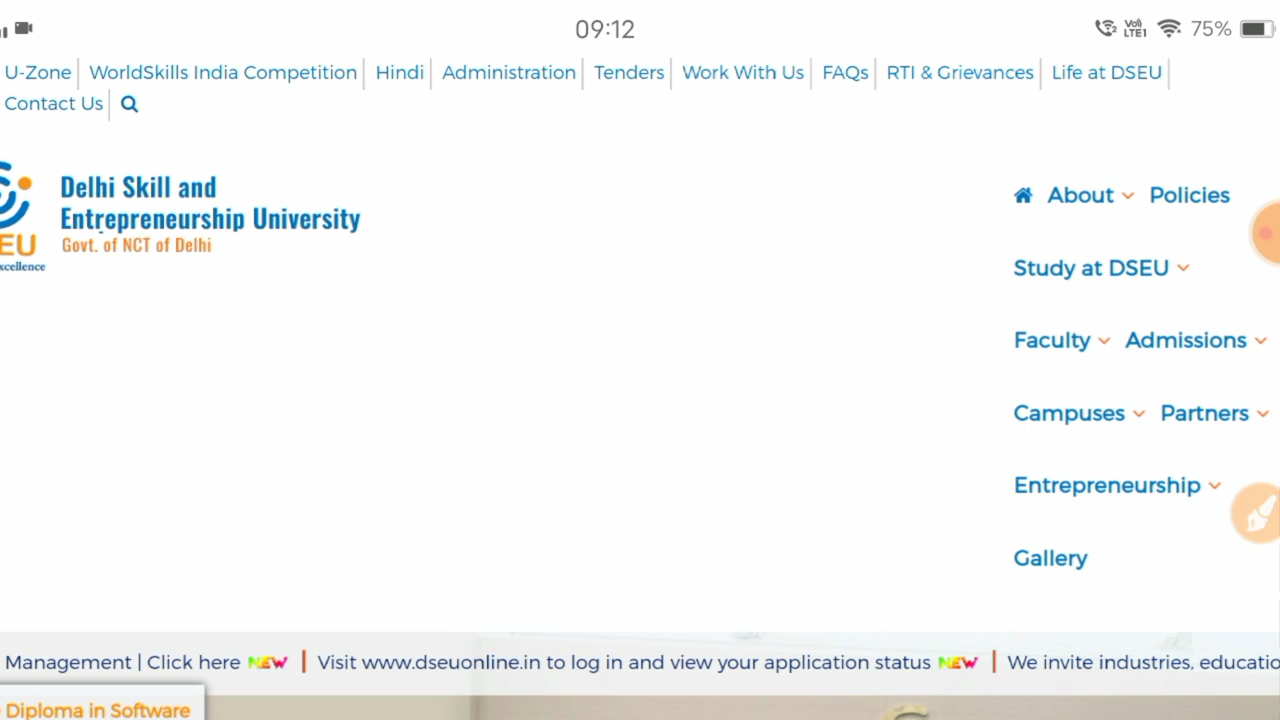 09:12
75%
U-Zone WorldSkills India Competition Hindi Administration Tenders Work With Us FAQs RTI & Grievances Life at DSEU
Contact Us
Delhi Skill and
Entrepreneurship University
Govt. of NCT of Delhi
EU
xcellence
About Policies
Study at DSEU
Faculty Admissions
Campuses Partners
Entrepreneurship
Gallery
Management | Click here NEW | Visit www.dseuonline.in to log in and view your application status NEW | We invite industries, educatio
Diploma in Software